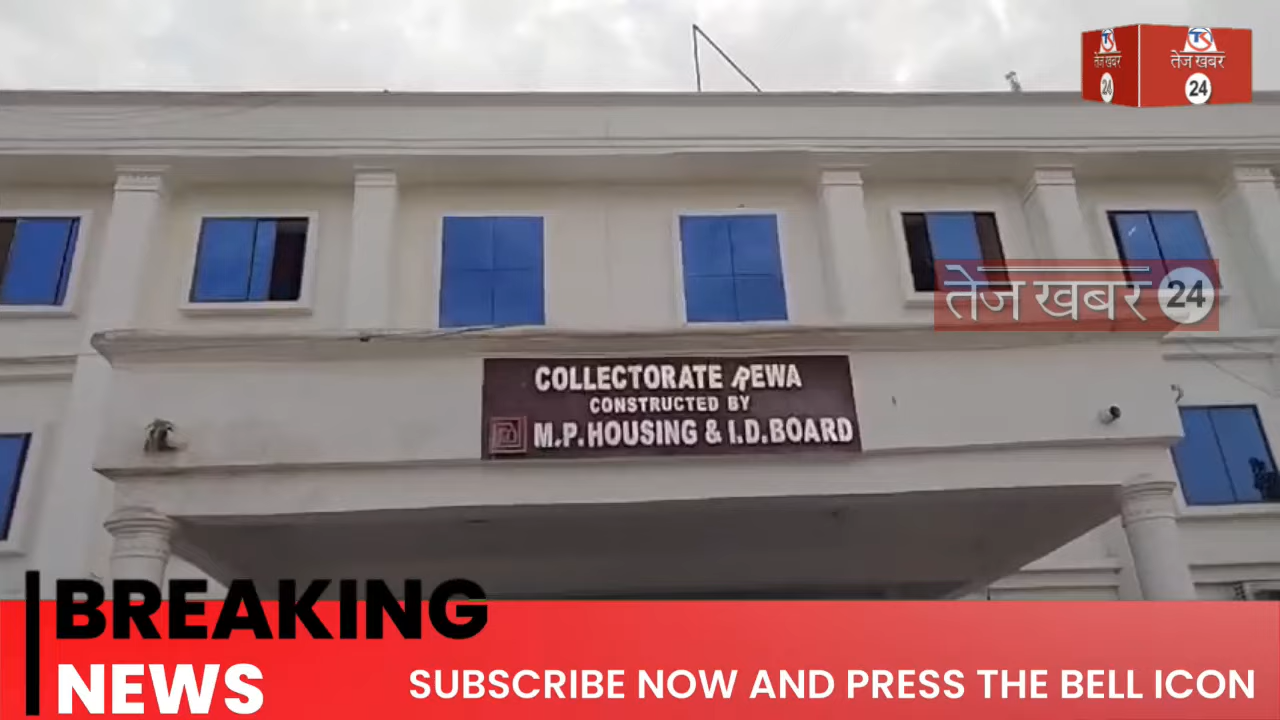 तेज खबर
24
तेज खबर
24
तेज खबर 24
COLLECTORATE REWA
CONSTRUCTED BY
M.P.HOUSING & I.D.BOARD
BREAKING
NEWS
SUBSCRIBE NOW AND PRESS THE BELL ICON